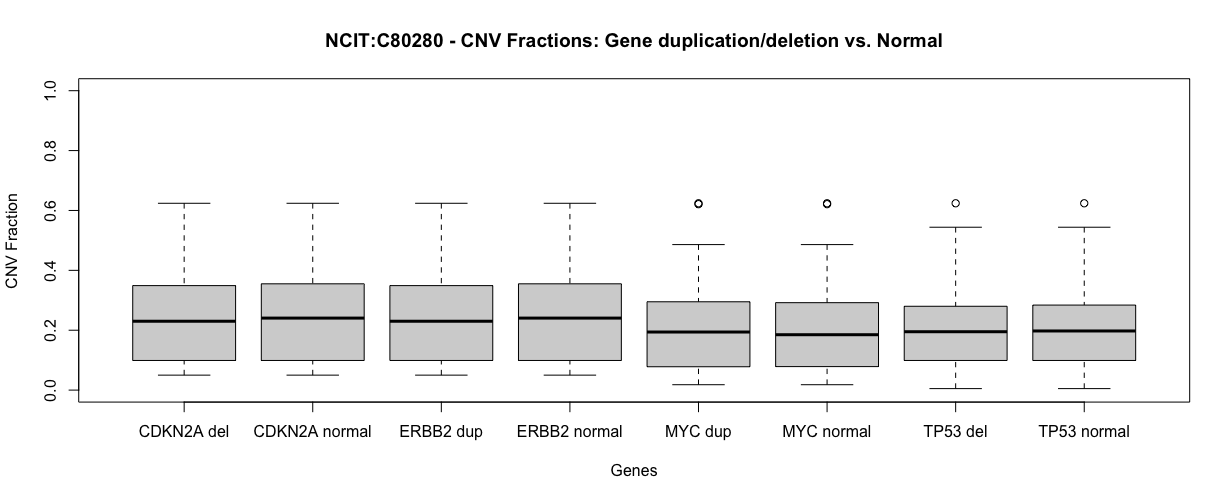 NCIT:C80280 - CNV Fractions: Gene duplication/deletion vs. Normal
CNV Fraction
1.0
0.8
0.6
0.4
0.2
0.0
CDKN2A del CDKN2A normal ERBB2 dup ERBB2 normal MYC dup MYC normal TP53 del TP53 normal
Genes